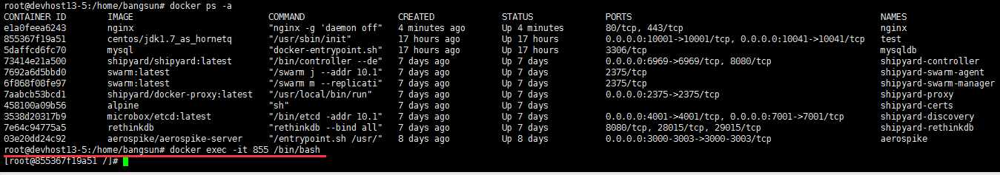 root@devhost13-5:/home/bangsun# docker ps -a
CONTAINER ID IMAGE COMMAND CREATED STATUS PORTS NAMES
e1a0feea6243 nginx "nginx -g 'daemon off" 4 minutes ago Up 4 minutes 80/tcp, 443/tcp nginx
855367f19a51 centos/jdk1.7_as_hornetq "/usr/sbin/init" 17 hours ago Up 17 hours 0.0.0.0:10001->10001/tcp, 0.0.0.0:10041->10041/tcp test
5daffcd6fc70 mysql "docker-entrypoint.sh" 17 hours ago Up 17 hours 3306/tcp mysqldb
73414e21a500 shipyard/shipyard:latest "/bin/controller --de" 7 days ago Up 7 days 0.0.0.0:6969->6969/tcp, 8080/tcp shipyard-controller
7692a6d5bbd0 swarm:latest "/swarm j --addr 10.1" 7 days ago Up 7 days 2375/tcp shipyard-swarm-agent
6f868f08fe97 swarm:latest "/swarm m --replicati" 7 days ago Up 7 days 2375/tcp shipyard-swarm-manager
7aabcb53bcd1 shipyard/docker-proxy:latest "/usr/local/bin/run" 7 days ago Up 7 days 0.0.0.0:2375->2375/tcp shipyard-proxy
458100a09b56 alpine "sh" 7 days ago Up 7 days shipyard-certs
3538d20317b9 microbox/etcd:latest "/bin/etcd -addr 10.1" 7 days ago Up 7 days 0.0.0.0:4001->4001/tcp, 0.0.0.0:7001->7001/tcp shipyard-discovery
7e64c94775a5 rethinkdb "rethinkdb --bind all" 7 days ago Up 7 days 8080/tcp, 28015/tcp, 29015/tcp shipyard-rethinkdb
03e20dd24c92 aerospike/aerospike-server "/entrypoint.sh /usr/" 8 days ago Up 8 days 0.0.0.0:3000-3003->3000-3003/tcp aerospike
root@devhost13-5:/home/bangsun# docker exec -it 855 /bin/bash
[root@855367f19a51 /]#